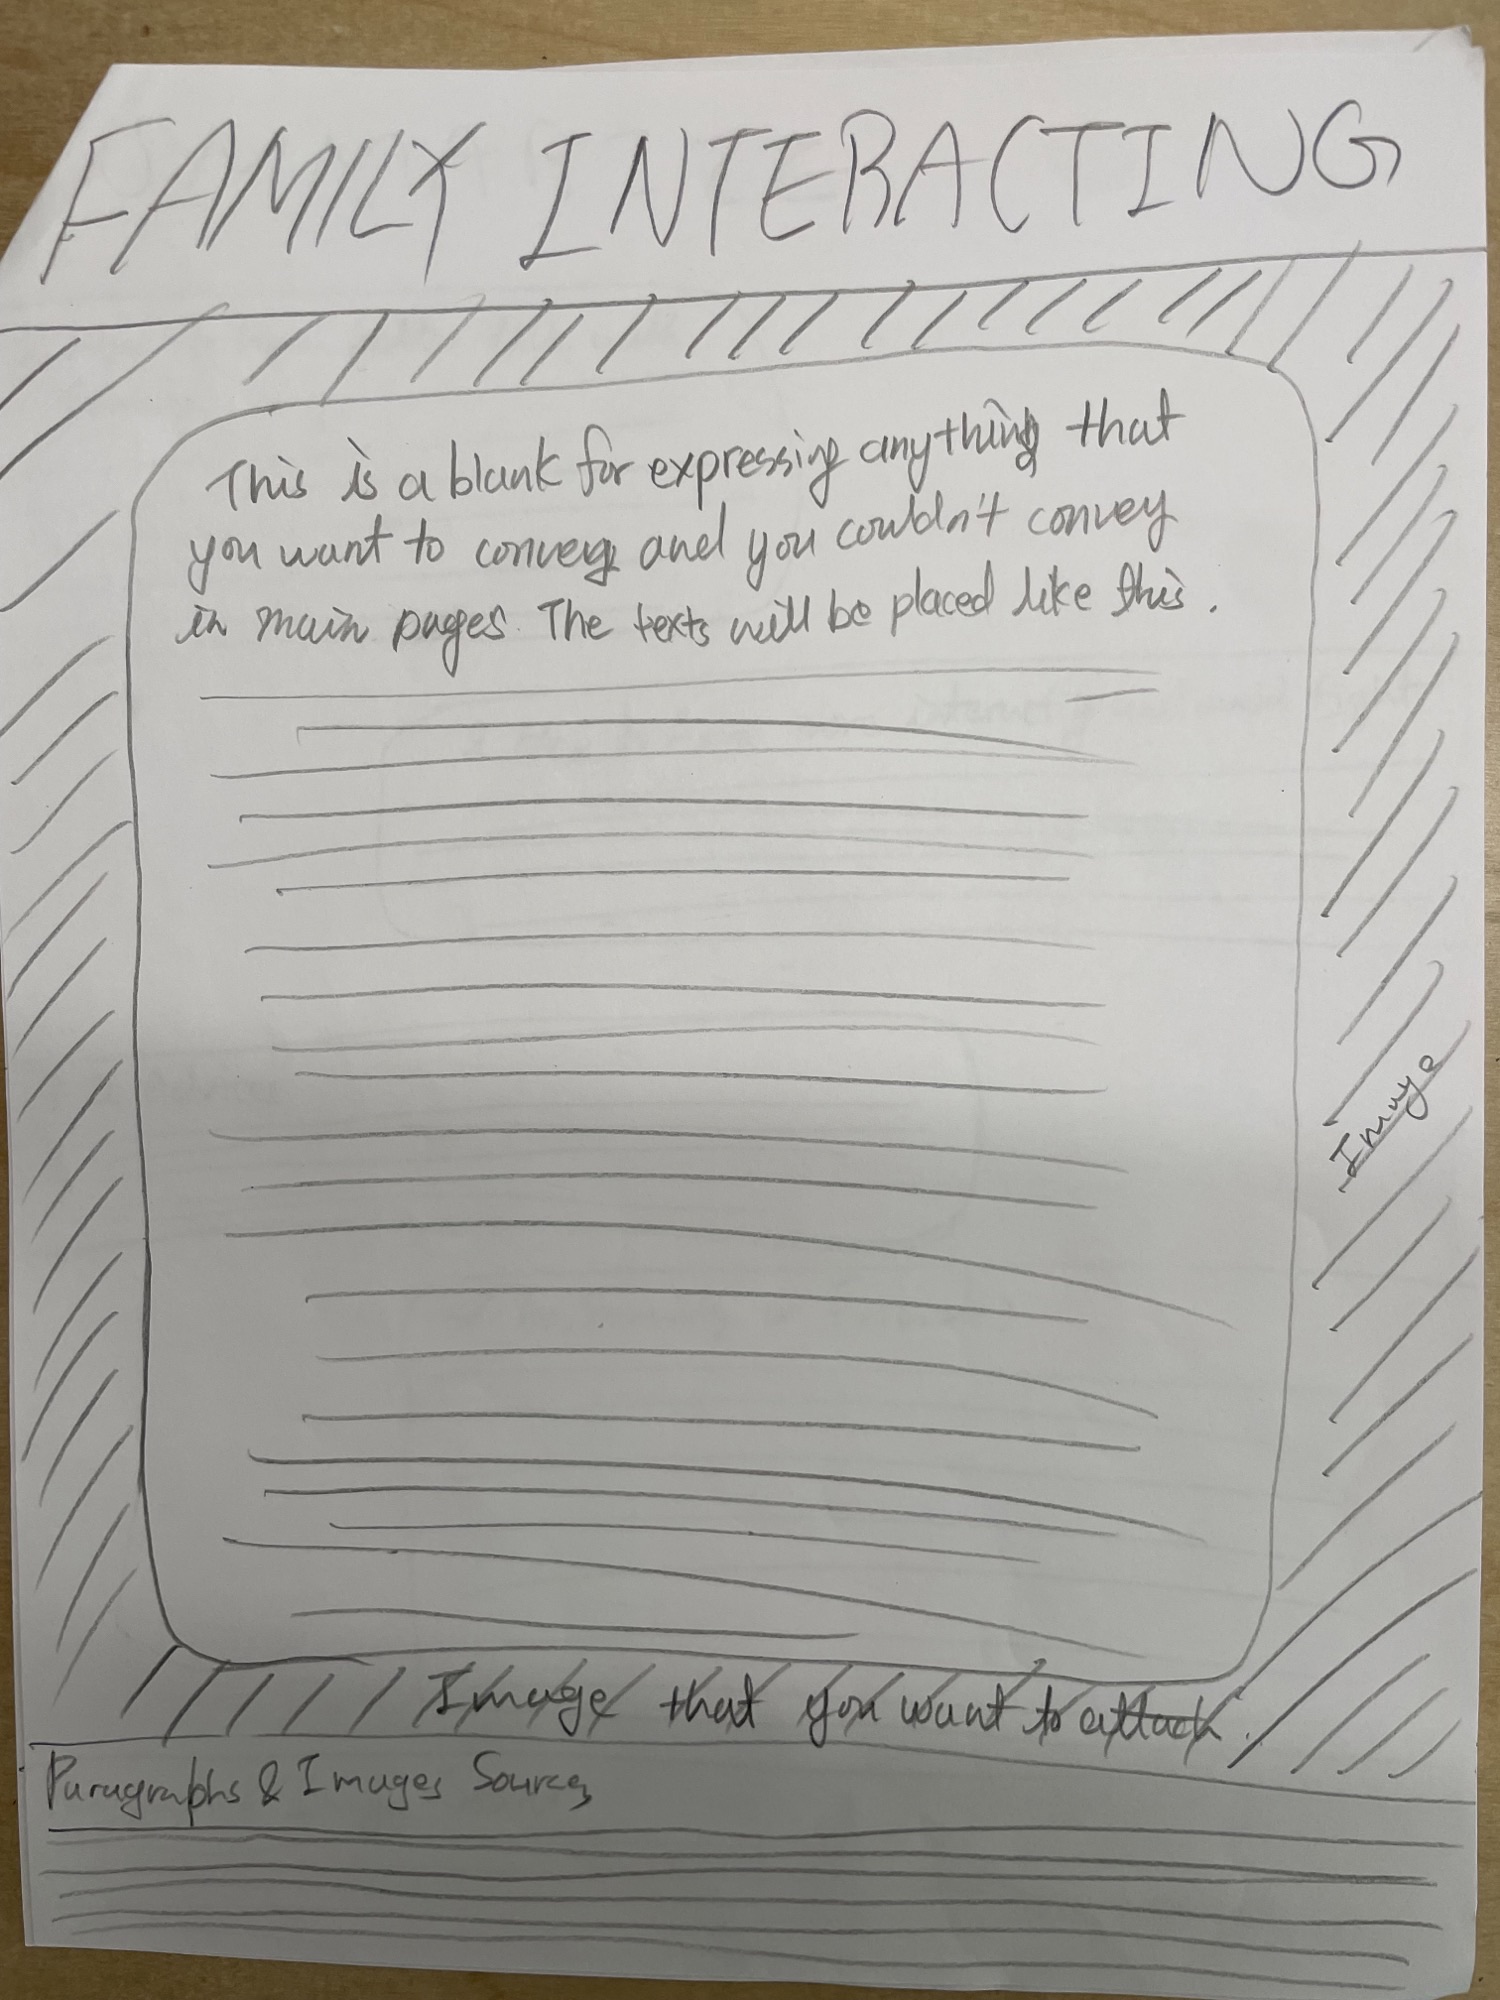 FAMILY INTERACTING
This is a blank for expressing anything that
you want to convey and you couldn't convey
in main pages. The texts will be placed like this.
Image
Image that you want to attach.
Paragraphs & Images Sources